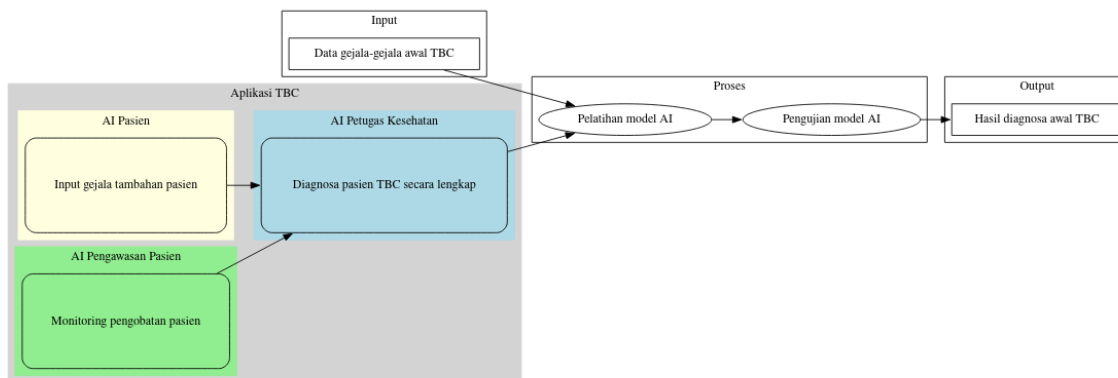 Input
Data gejala-gejala awal TBC
Aplikasi TBC
AI Pasien
Input gejala tambahan pasien
AI Petugas Kesehatan
Diagnosa pasien TBC secara lengkap
AI Pengawasan Pasien
Monitoring pengobatan pasien
Proses
Pelatihan model AI
Pengujian model AI
Output
Hasil diagnosa awal TBC